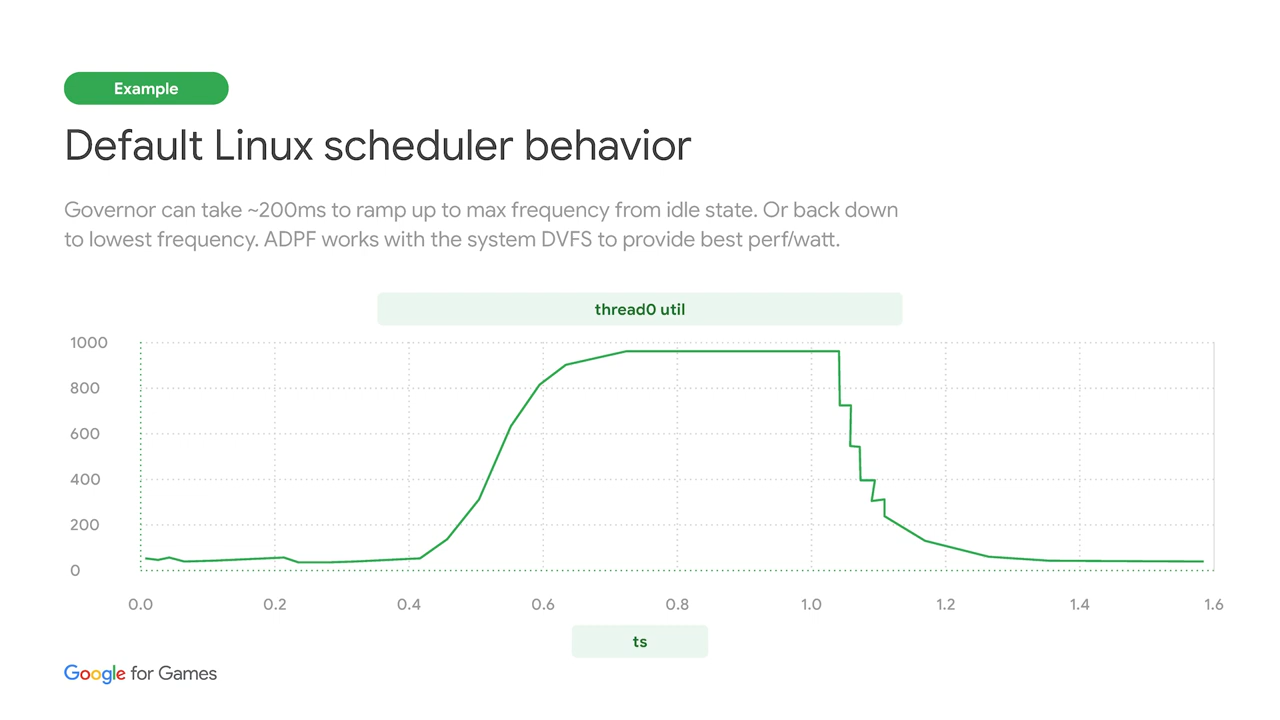 Example
Default Linux scheduler behavior
Governor can take ~200ms to ramp up to max frequency from idle state. Or back down
to lowest frequency. ADPF works with the system DVFS to provide best perf/watt.
thread0 util
1000
800
600
400
200
0
0.0 0.2 0.4 0.6 0.8 1.0 1.2 1.4 1.6
ts
Google for Games